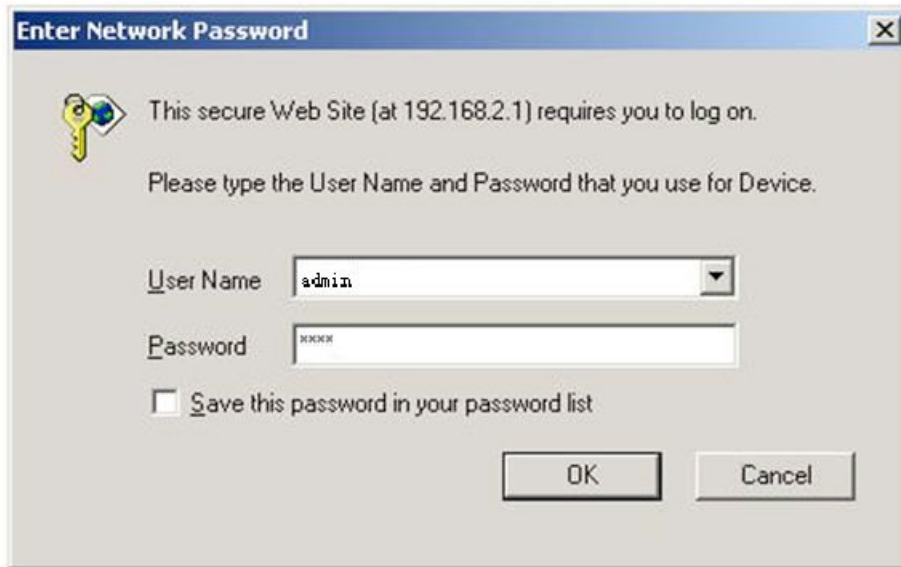 Enter Network Password
This secure Web Site (at 192.168.2.1) requires you to log on.
Please type the User Name and Password that you use for Device.
User Name admin
Password ××××
Save this password in your password list
OK Cancel